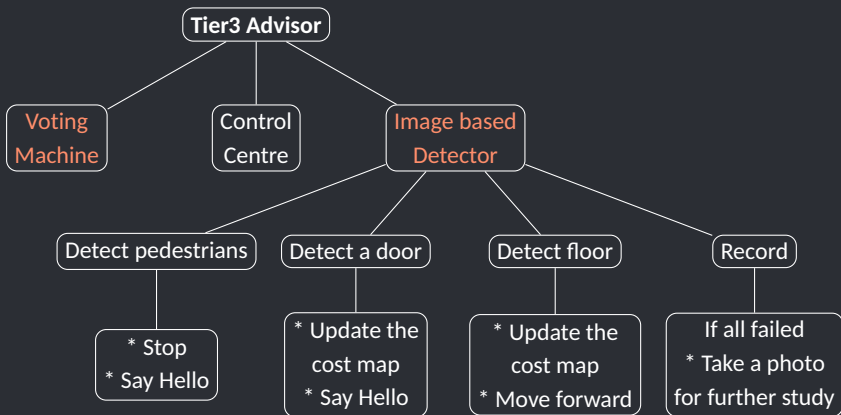 Tier3 Advisor
Voting
Machine
Control
Centre
Image based
Detector
Detect pedestrians
Detect a door
Detect floor
Record
* Stop
* Say Hello
* Update the
cost map
* Say Hello
* Update the
cost map
* Move forward
If all failed
* Take a photo
for further study